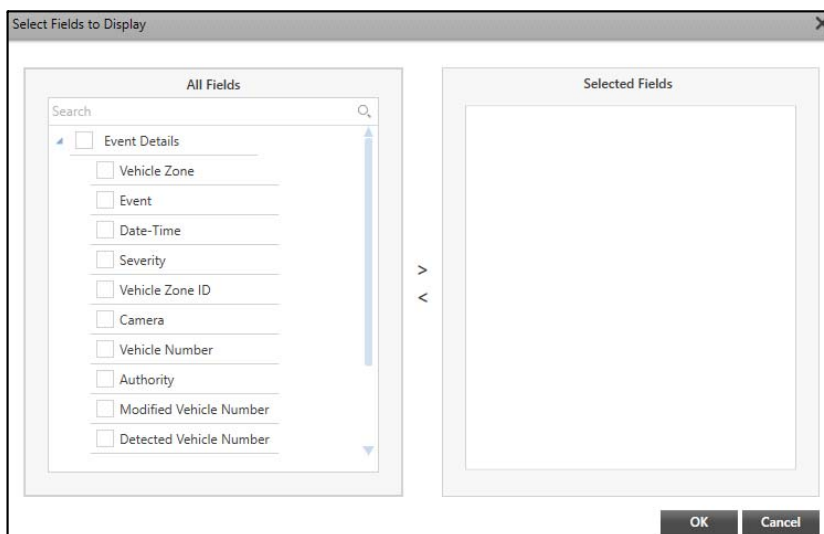 Select Fields to Display
All Fields
Search
Event Details
Vehicle Zone
Event
Date-Time
Severity
Vehicle Zone ID
Camera
Vehicle Number
Authority
Modified Vehicle Number
Detected Vehicle Number
>
<
Selected Fields
OK
Cancel